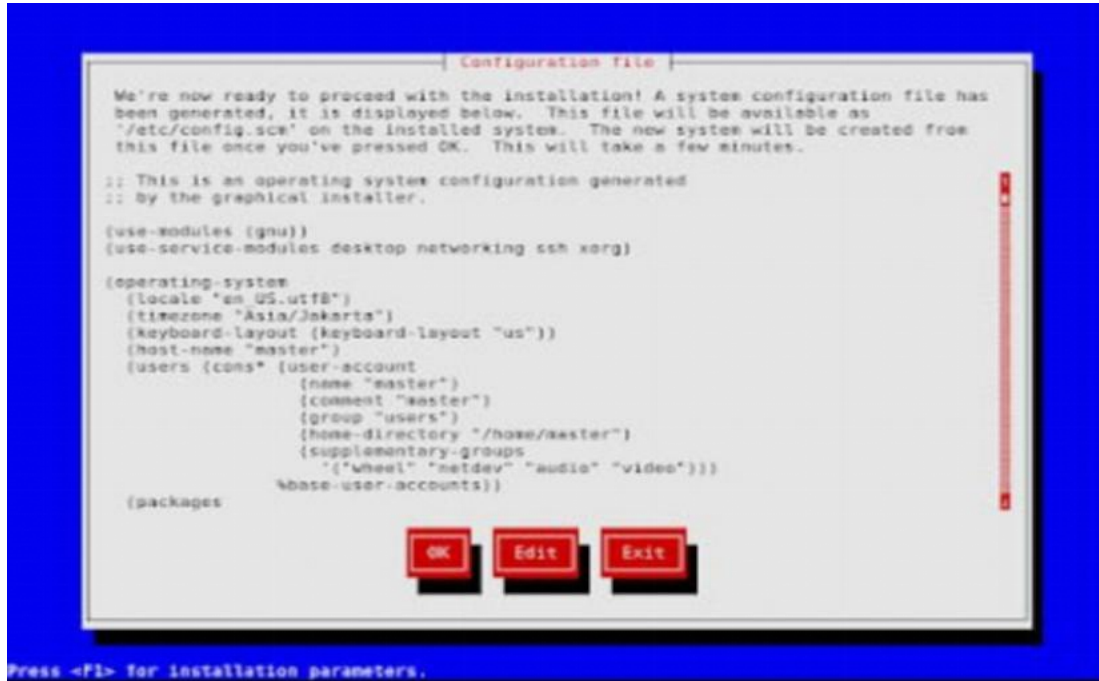 Configuration file
We're now ready to proceed with the installation! A system configuration file has
been generated, it is displayed below.  This file will be available as
'/etc/config.scm' on the installed system.  The new system will be created from
this file once you've pressed OK.  This will take a few minutes.
;; This is an operating system configuration generated
;; by the graphical installer.
(use-modules (gnu))
(use-service-modules desktop networking ssh xorg)
(operating-system
  (locale "en_US.utf8")
  (timezone "Asia/Jakarta")
  (keyboard-layout (keyboard-layout "us"))
  (host-name "master")
  (users (cons* (user-account
                  (name "master")
                  (comment "master")
                  (group "users")
                  (home-directory "/home/master")
                  (supplementary-groups
                    '("wheel" "netdev" "audio" "video")))
                %base-user-accounts))
  (packages
OK Edit Exit
Press <F1> for installation parameters.